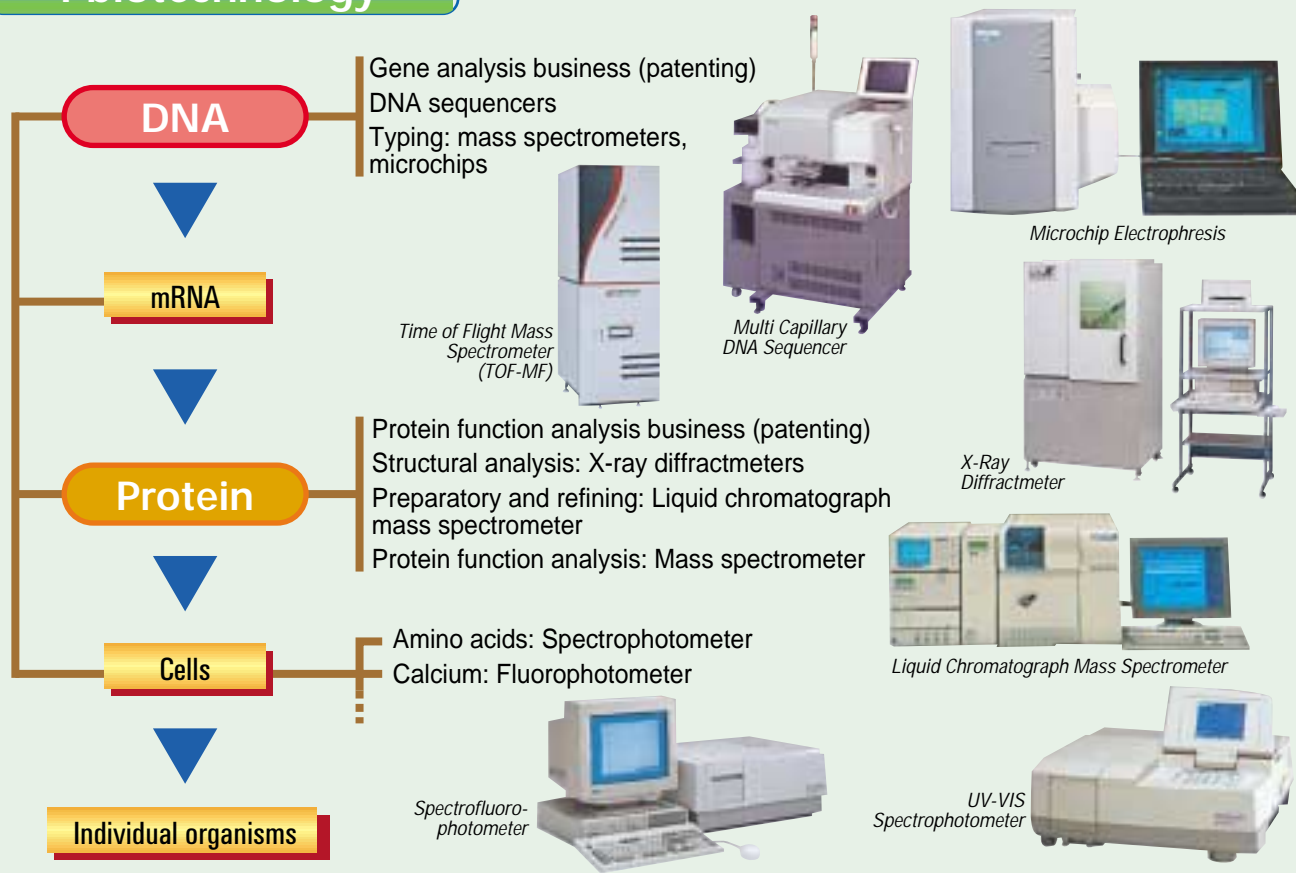 biotechnology
DNA
Gene analysis business (patenting)
DNA sequencers
Typing: mass spectrometers,
microchips
Microchip Electrophresis
mRNA
Time of Flight Mass
Spectrometer
(TOF-MF)
Multi Capillary
DNA Sequencer
X-Ray
Diffractmeter
Protein
Protein function analysis business (patenting)
Structural analysis: X-ray diffractmeters
Preparatory and refining: Liquid chromatograph
mass spectrometer
Protein function analysis: Mass spectrometer
Liquid Chromatograph Mass Spectrometer
Cells
Amino acids: Spectrophotometer
Calcium: Fluorophotometer
Spectrofluoro-
photometer
UV-VIS
Spectrophotometer
Individual organisms